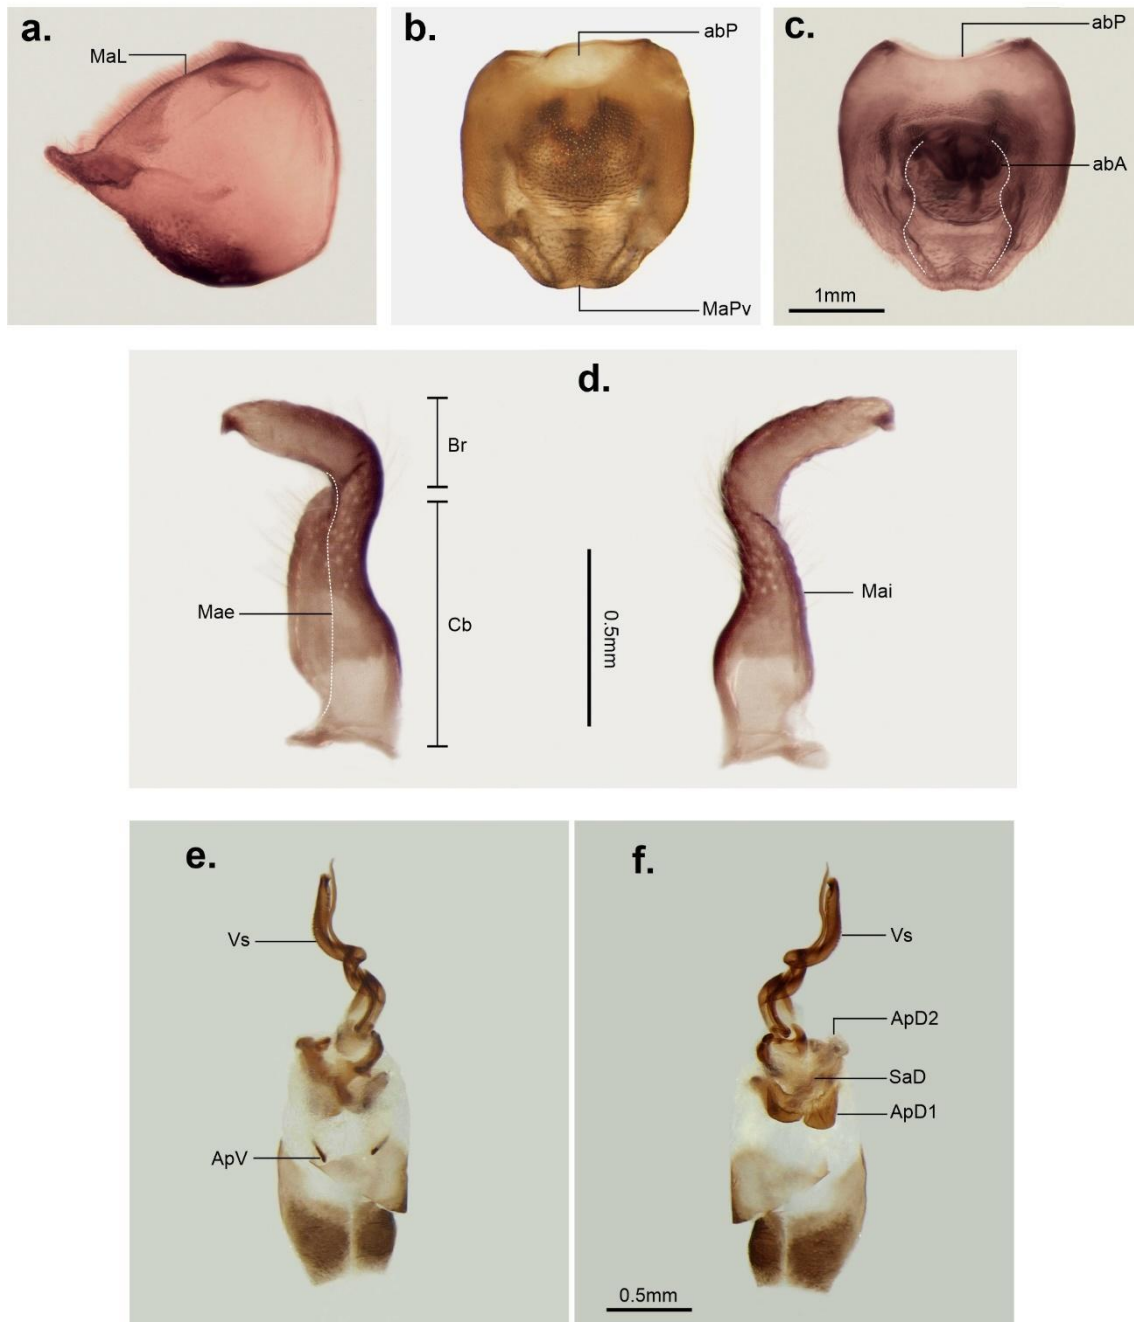 a.
MaL
b.
abP
MaPv
c.
abP
abA
1mm
d.
Br
Mae
Cb
0.5mm
Mai
e.
Vs
ApV
f.
Vs
ApD2
SaD
ApD1
0.5mm